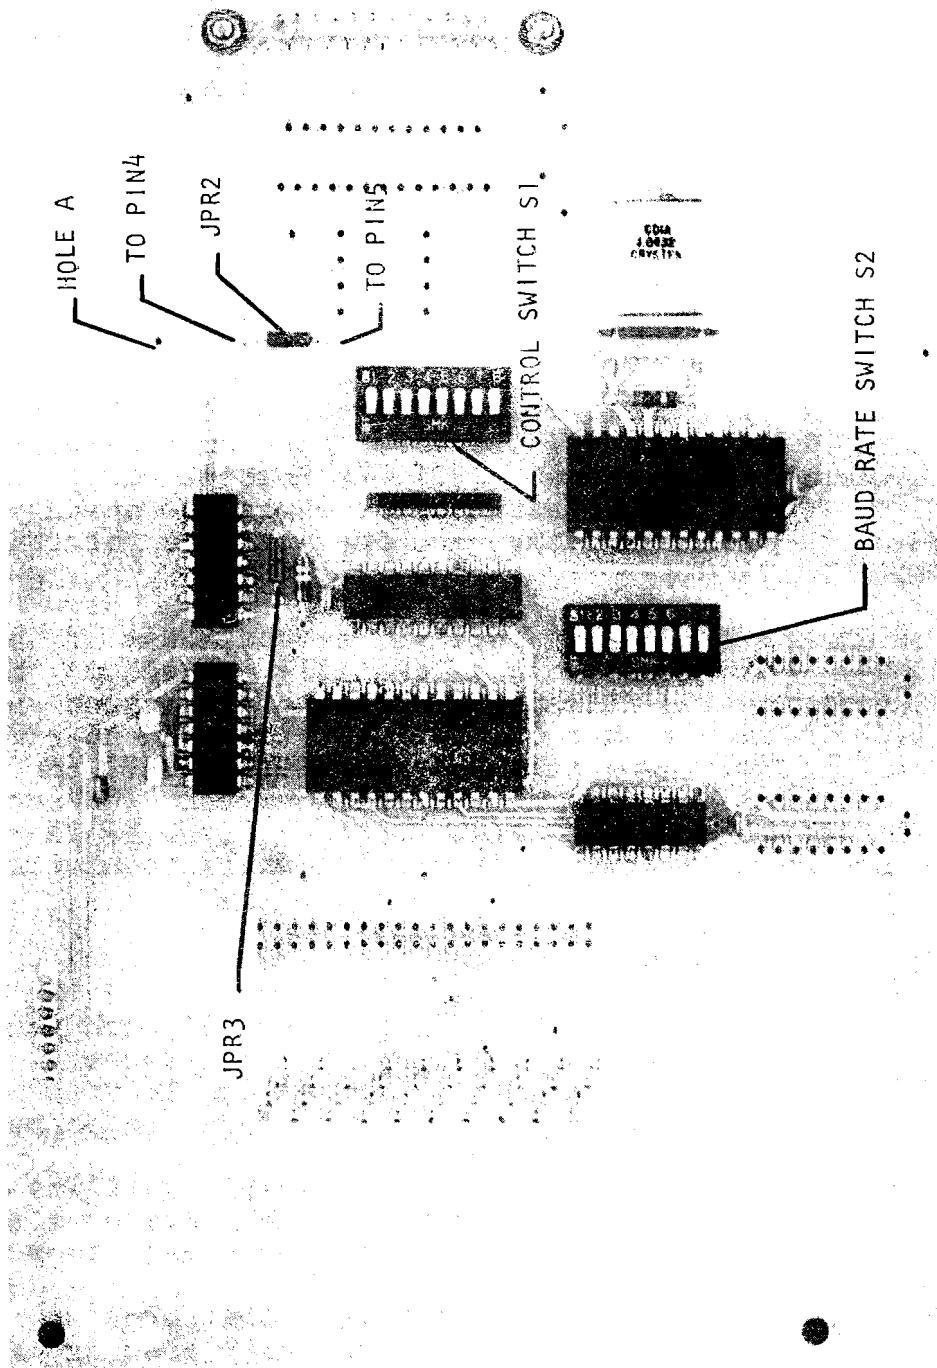 HOLE A
TO PIN4
JPR2
TO PIN5
CONTROL SWITCH S1
BAUD RATE SWITCH S2
JPR3